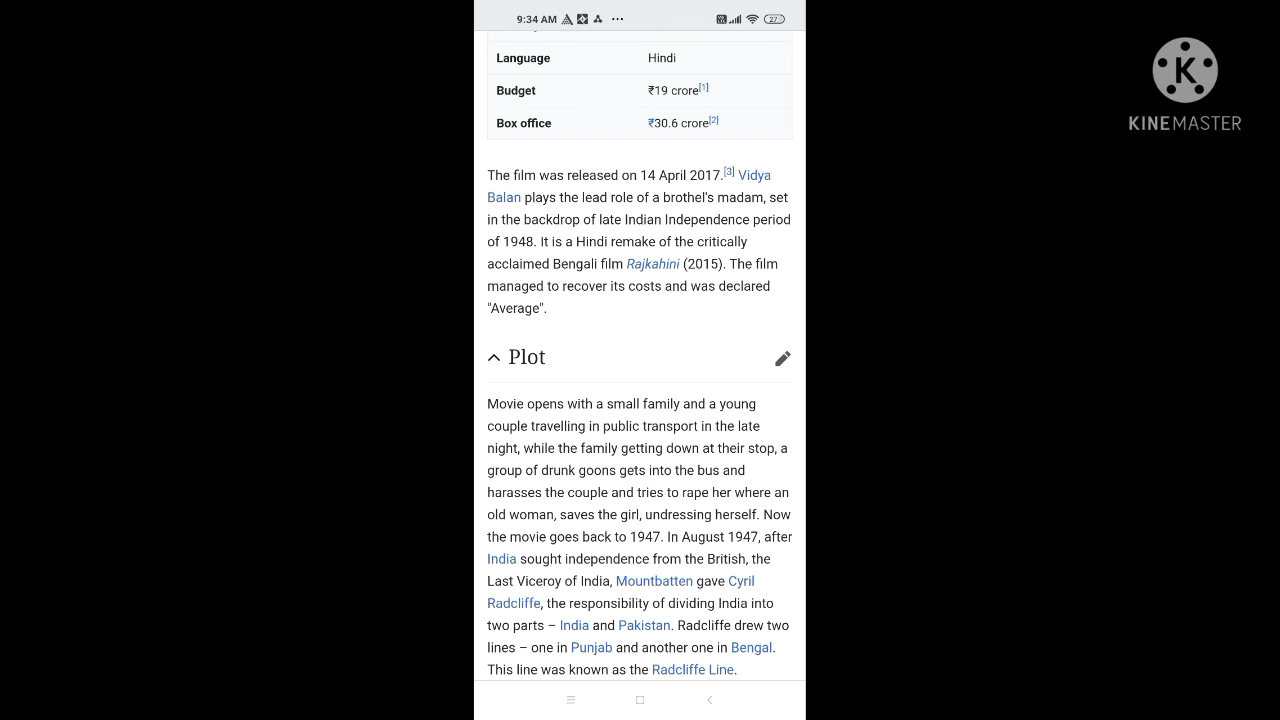 9:34 AM
27
K
KINEMASTER
Language Hindi
Budget ₹19 crore[1]
Box office ₹30.6 crore[2]
The film was released on 14 April 2017.[3] Vidya
Balan plays the lead role of a brothel's madam, set
in the backdrop of late Indian Independence period
of 1948. It is a Hindi remake of the critically
acclaimed Bengali film Rajkahini (2015). The film
managed to recover its costs and was declared
"Average".
Plot
Movie opens with a small family and a young
couple travelling in public transport in the late
night, while the family getting down at their stop, a
group of drunk goons gets into the bus and
harasses the couple and tries to rape her where an
old woman, saves the girl, undressing herself. Now
the movie goes back to 1947. In August 1947, after
India sought independence from the British, the
Last Viceroy of India, Mountbatten gave Cyril
Radcliffe, the responsibility of dividing India into
two parts – India and Pakistan. Radcliffe drew two
lines – one in Punjab and another one in Bengal.
This line was known as the Radcliffe Line.